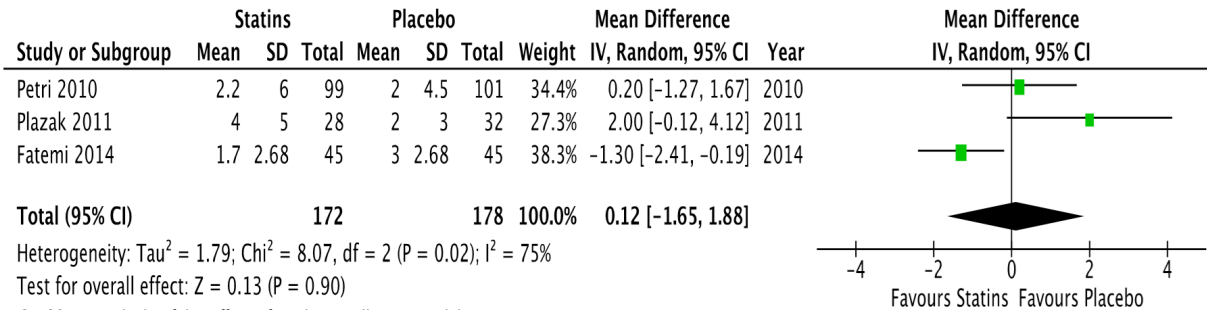 Statins Placebo Mean Difference Mean Difference
Study or Subgroup Mean SD Total Mean SD Total Weight IV, Random, 95% CI Year IV, Random, 95% CI
Petri 2010 2.2 6 99 2 4.5 101 34.4% 0.20 [−1.27, 1.67] 2010
Plazak 2011 4 5 28 2 3 32 27.3% 2.00 [−0.12, 4.12] 2011
Fatemi 2014 1.7 2.68 45 3 2.68 45 38.3% −1.30 [−2.41, −0.19] 2014
Total (95% CI) 172 178 100.0% 0.12 [−1.65, 1.88]
Heterogeneity: Tau² = 1.79; Chi² = 8.07, df = 2 (P = 0.02); I² = 75%
Test for overall effect: Z = 0.13 (P = 0.90)
−4 −2 0 2 4
Favours Statins Favours Placebo